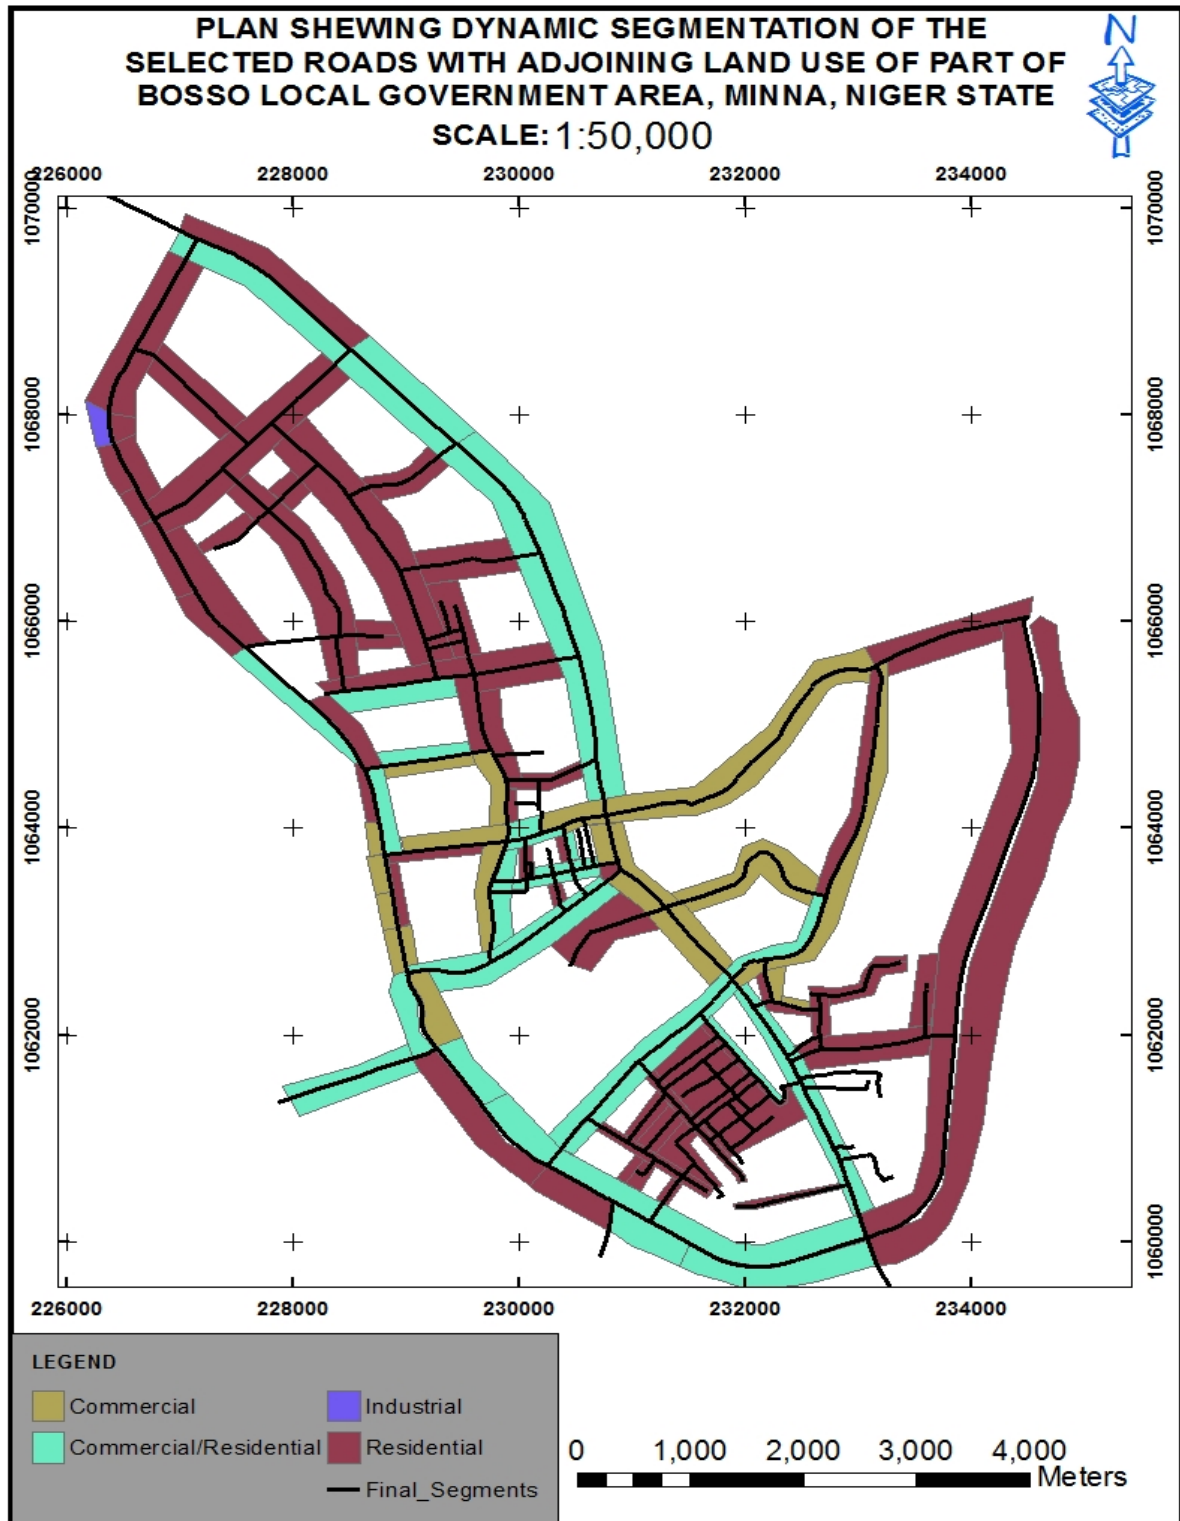 PLAN SHEWING DYNAMIC SEGMENTATION OF THE
SELECTED ROADS WITH ADJOINING LAND USE OF PART OF
BOSSO LOCAL GOVERNMENT AREA, MINNA, NIGER STATE
SCALE: 1:50,000
N
226000 228000 230000 232000 234000
1070000 1070000
1068000 1068000
1066000 1066000
1064000 1064000
1062000 1062000
1060000 1060000
226000 228000 230000 232000 234000
LEGEND
Commercial Industrial
Commercial/Residential Residential
Final_Segments
0 1,000 2,000 3,000 4,000
Meters